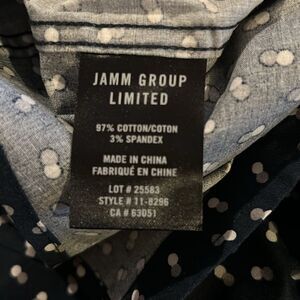 JAMM GROUP
LIMITED
97% COTTON/COTON
3% SPANDEX
MADE IN CHINA
FABRIQUÉ EN CHINE
LOT # 25583
STYLE # 11-8296
CA # 63051